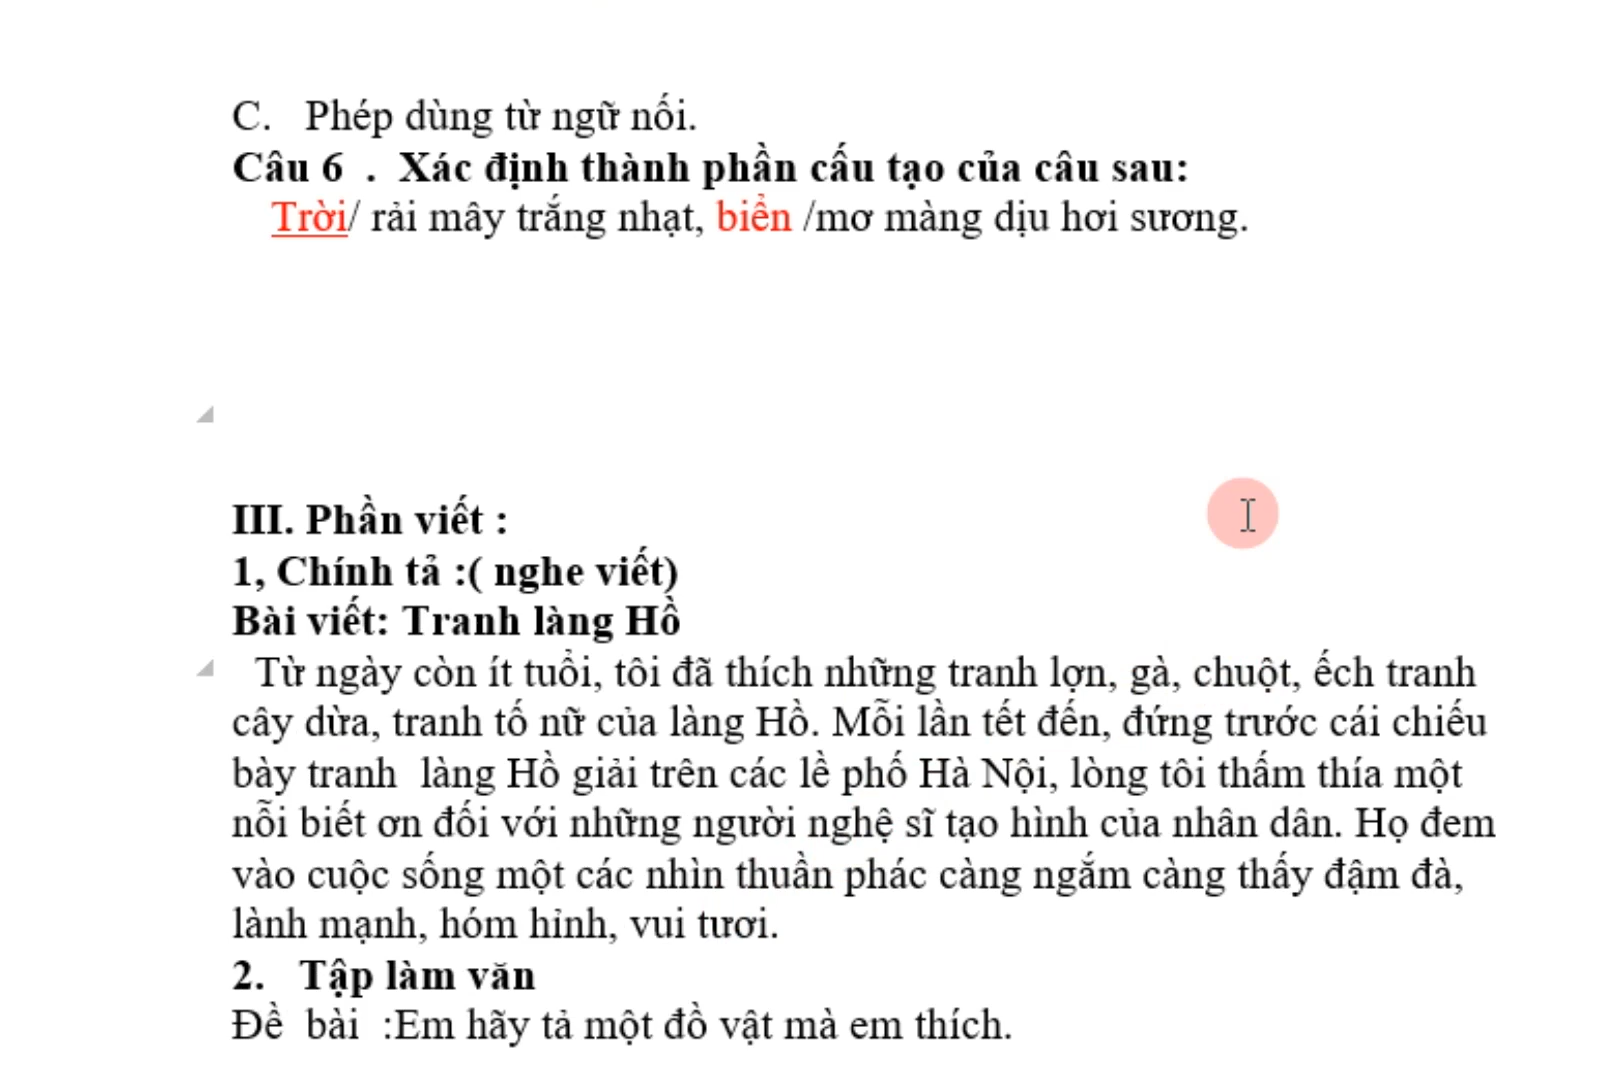 C. Phép dùng từ ngữ nối.
Câu 6 . Xác định thành phần cấu tạo của câu sau:
Trời/ rải mây trắng nhạt, biển /mơ màng dịu hơi sương.
III. Phần viết :
1, Chính tả :( nghe viết)
Bài viết: Tranh làng Hồ
Từ ngày còn ít tuổi, tôi đã thích những tranh lợn, gà, chuột, ếch tranh
cây dừa, tranh tố nữ của làng Hồ. Mỗi lần tết đến, đứng trước cái chiếu
bày tranh làng Hồ giải trên các lề phố Hà Nội, lòng tôi thấm thía một
nỗi biết ơn đối với những người nghệ sĩ tạo hình của nhân dân. Họ đem
vào cuộc sống một các nhìn thuần phác càng ngắm càng thấy đậm đà,
lành mạnh, hóm hỉnh, vui tươi.
2. Tập làm văn
Đề bài :Em hãy tả một đồ vật mà em thích.